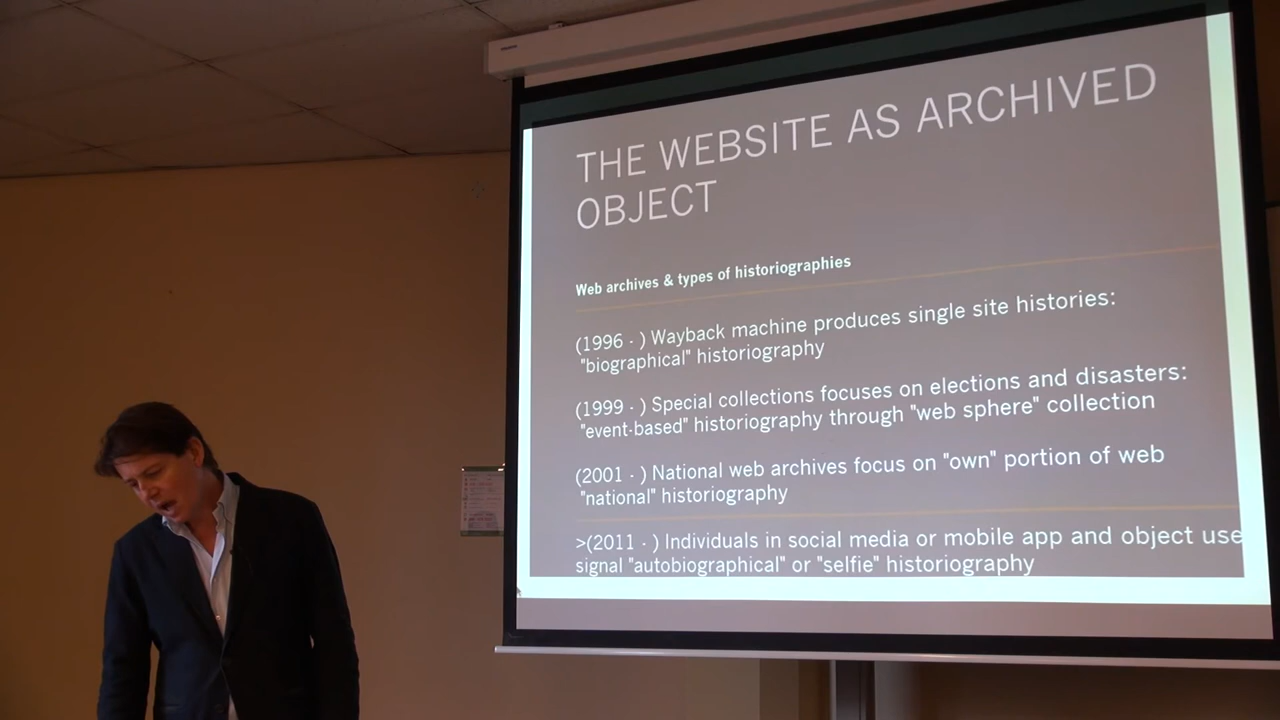 THE WEBSITE AS ARCHIVED
OBJECT
Web archives & types of historiographies
(1996 - ) Wayback machine produces single site histories:
"biographical" historiography
(1999 - ) Special collections focuses on elections and disasters:
"event-based" historiography through "web sphere" collection
(2001 - ) National web archives focus on "own" portion of web
"national" historiography
>(2011 - ) Individuals in social media or mobile app and object use
signal "autobiographical" or "selfie" historiography